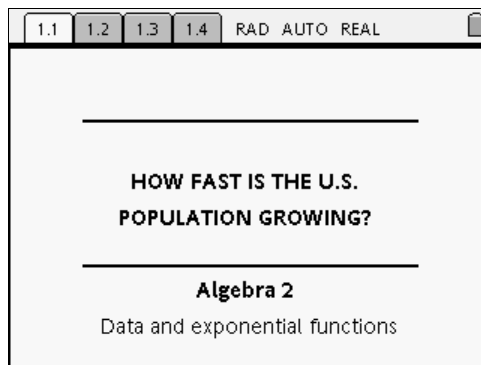 1.1 1.2 1.3 1.4 RAD AUTO REAL
HOW FAST IS THE U.S.
POPULATION GROWING?
Algebra 2
Data and exponential functions